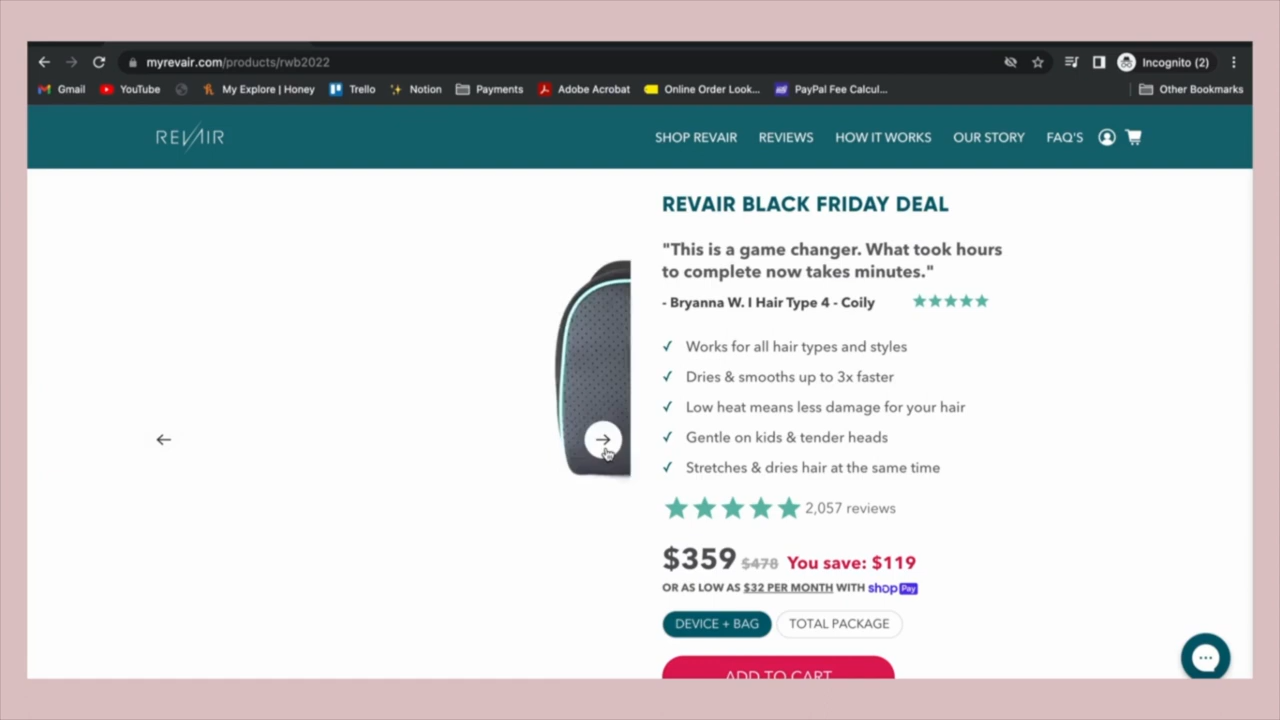 myrevair.com/products/rwb2022
Incognito (2)
Gmail YouTube My Explore | Honey Trello Notion Payments Adobe Acrobat Online Order Look... PayPal Fee Calcul... Other Bookmarks
REVAIR SHOP REVAIR REVIEWS HOW IT WORKS OUR STORY FAQ'S
REVAIR BLACK FRIDAY DEAL
"This is a game changer. What took hours
to complete now takes minutes."
- Bryanna W. I Hair Type 4 - Coily
Works for all hair types and styles
Dries & smooths up to 3x faster
Low heat means less damage for your hair
Gentle on kids & tender heads
Stretches & dries hair at the same time
2,057 reviews
$359 $478 You save: $119
OR AS LOW AS $32 PER MONTH WITH shop Pay
DEVICE + BAG TOTAL PACKAGE
ADD TO CART